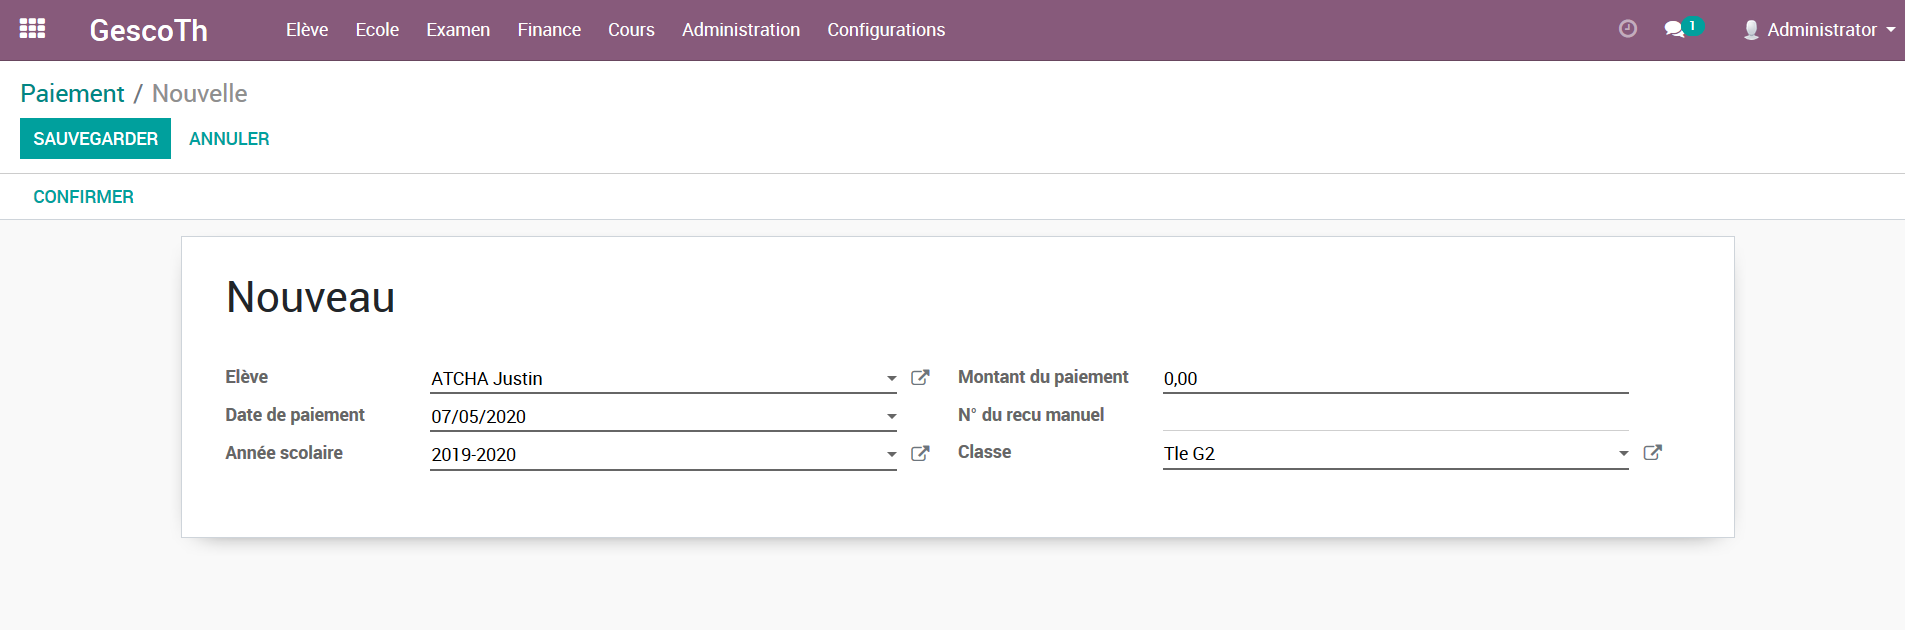 GescoTh Elève Ecole Examen Finance Cours Administration Configurations 1 Administrator
Paiement / Nouvelle
SAUVEGARDER ANNULER
CONFIRMER
Nouveau
Elève ATCHA Justin Montant du paiement 0,00
Date de paiement 07/05/2020 N° du recu manuel
Année scolaire 2019-2020 Classe Tle G2